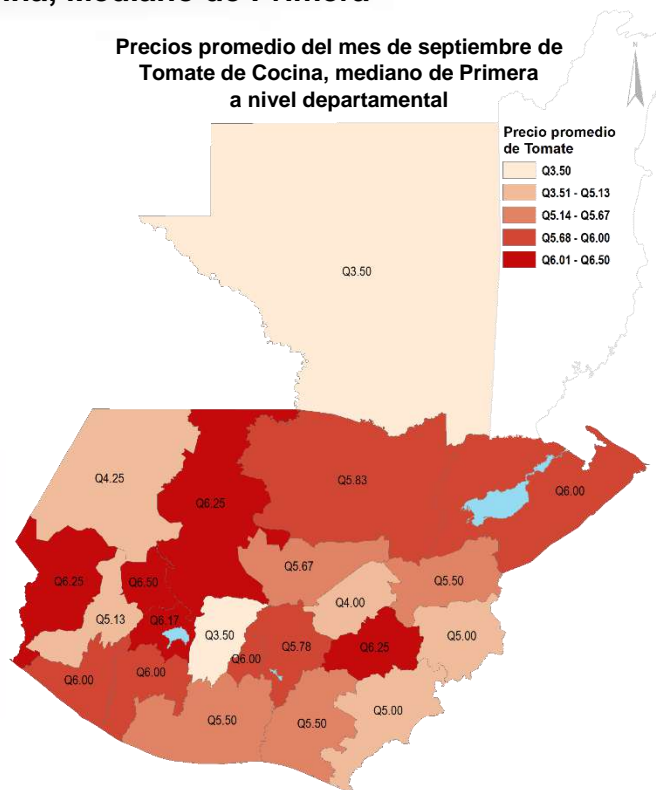 Precios promedio del mes de septiembre de
Tomate de Cocina, mediano de Primera
a nivel departamental
N
Precio promedio
de Tomate
Q3.50
Q3.51 - Q5.13
Q5.14 - Q5.67
Q5.68 - Q6.00
Q6.01 - Q6.50
Q3.50
Q4.25
Q6.25
Q5.83
Q6.00
Q6.25
Q6.50
Q5.67
Q5.50
Q5.13
Q6.17
Q3.50
Q4.00
Q5.00
Q6.00
Q6.00
Q6.00
Q5.78
Q6.25
Q5.50
Q5.50
Q5.00